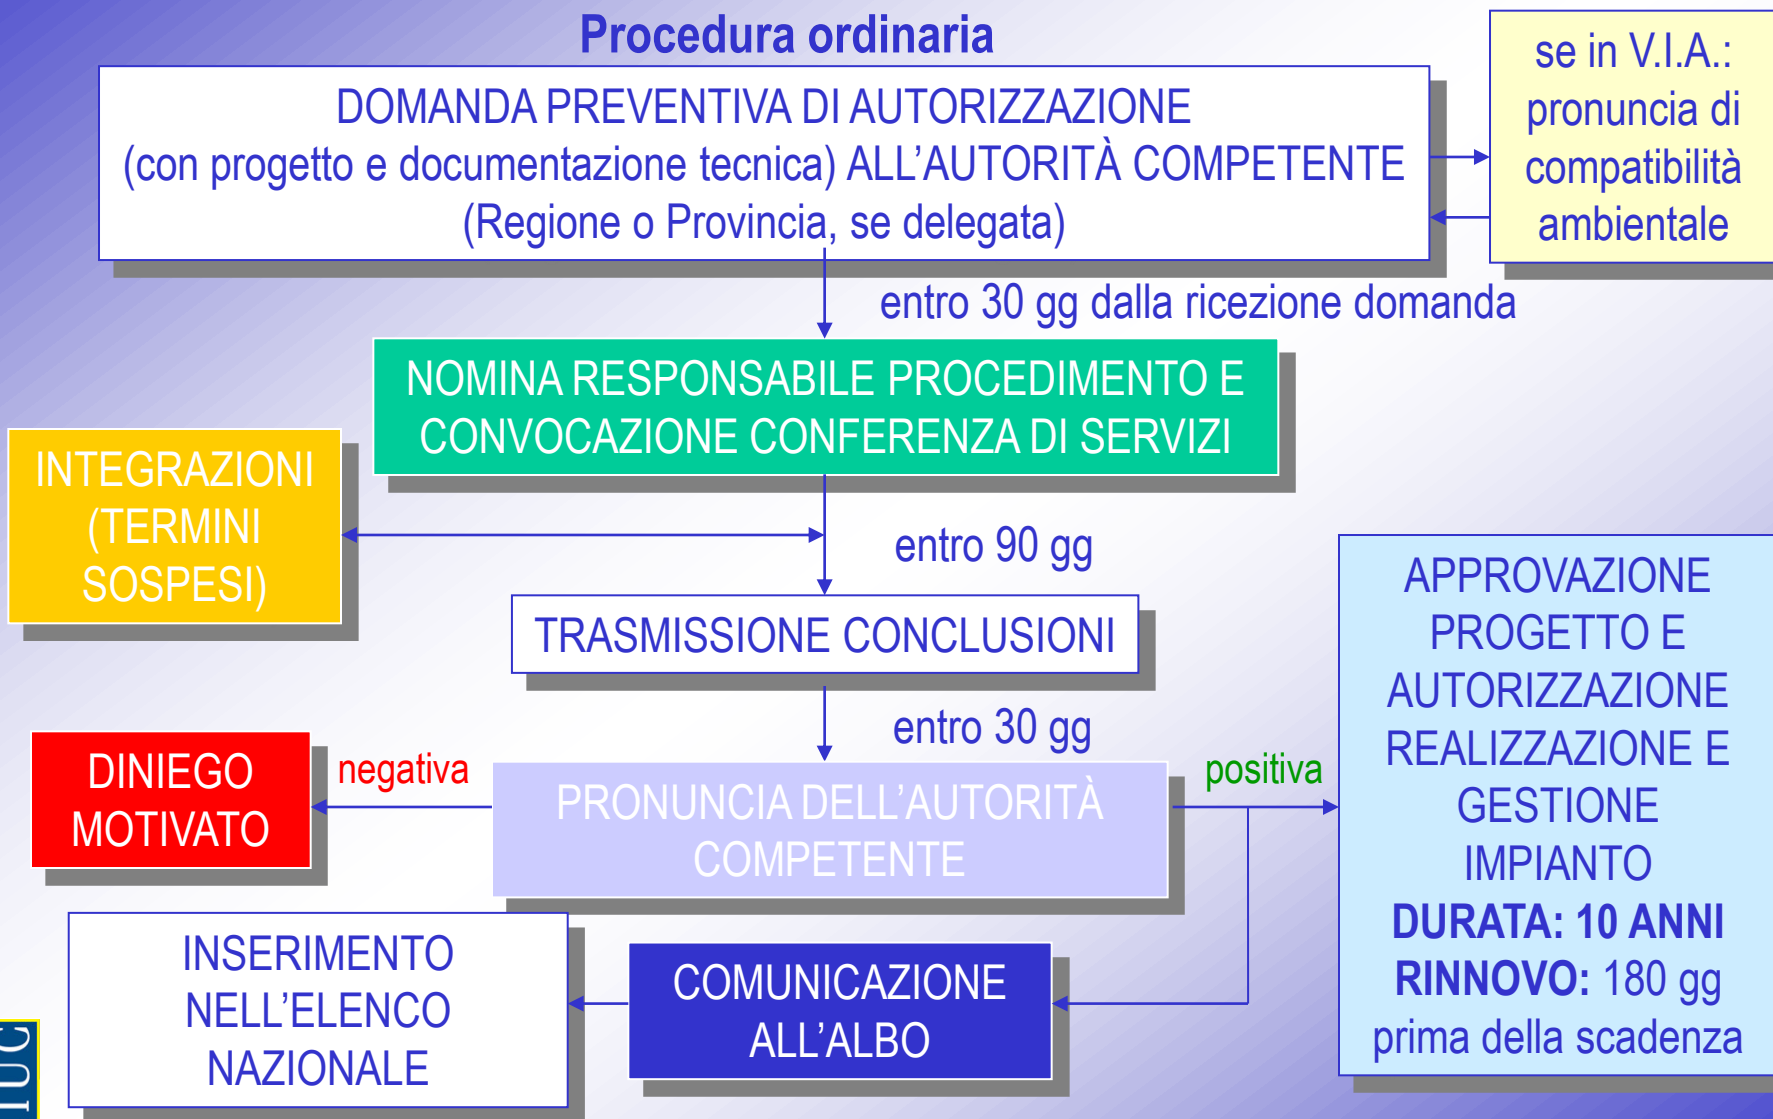 Procedura ordinaria
DOMANDA PREVENTIVA DI AUTORIZZAZIONE
(con progetto e documentazione tecnica) ALL'AUTORITÀ COMPETENTE
(Regione o Provincia, se delegata)
se in V.I.A.:
pronuncia di
compatibilità
ambientale
entro 30 gg dalla ricezione domanda
NOMINA RESPONSABILE PROCEDIMENTO E
CONVOCAZIONE CONFERENZA DI SERVIZI
INTEGRAZIONI
(TERMINI
SOSPESI)
entro 90 gg
TRASMISSIONE CONCLUSIONI
entro 30 gg
DINIEGO
MOTIVATO
negativa
PRONUNCIA DELL'AUTORITÀ
COMPETENTE
positiva
APPROVAZIONE
PROGETTO E
AUTORIZZAZIONE
REALIZZAZIONE E
GESTIONE
IMPIANTO
DURATA: 10 ANNI
RINNOVO: 180 gg
prima della scadenza
INSERIMENTO
NELL'ELENCO
NAZIONALE
COMUNICAZIONE
ALL'ALBO